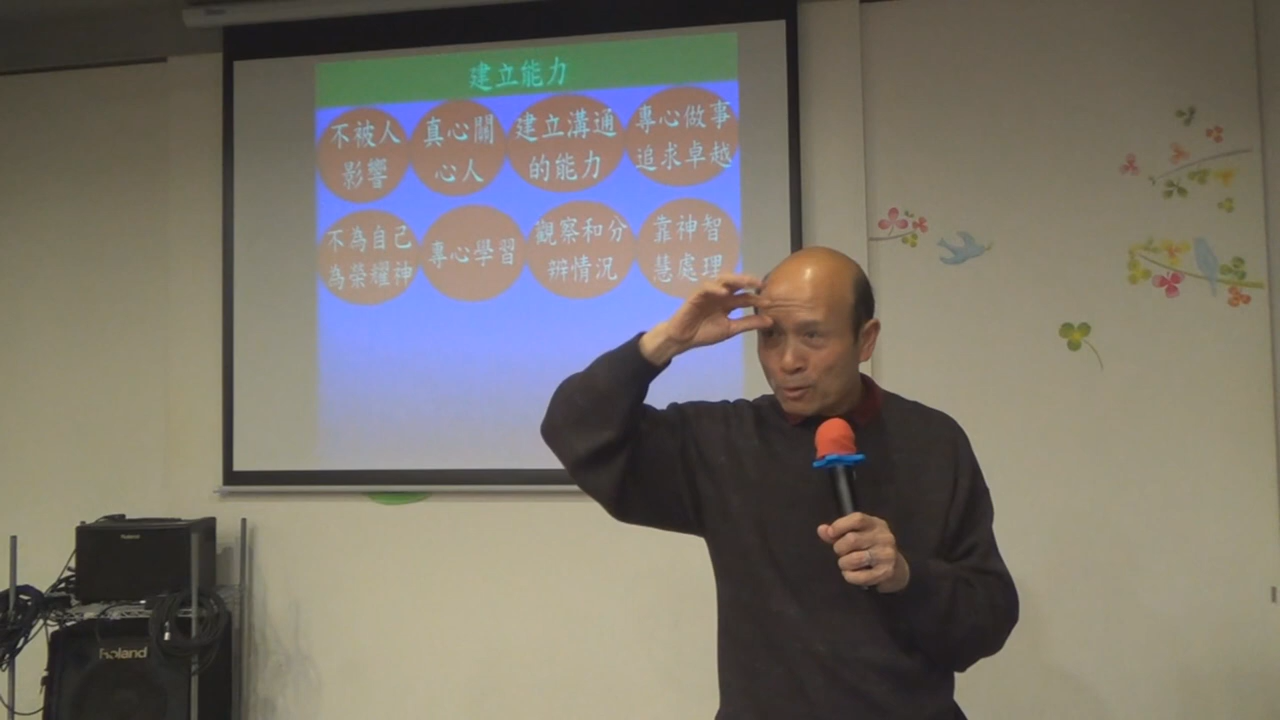 建立能力
不被人
影響
真心關
心人
建立溝通
的能力
專心做事
追求卓越
不為自己
為榮耀神
專心學習
觀察和分
辨情況
靠神智
慧處理
Roland
Roland